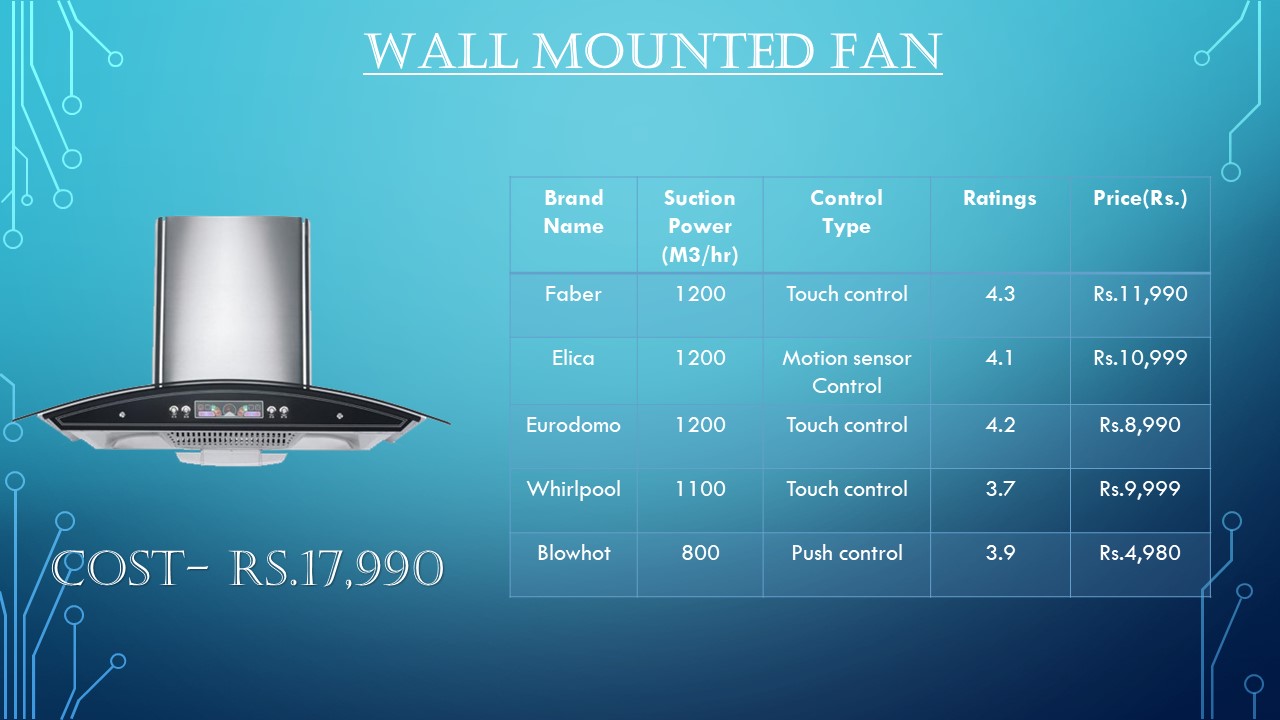 WALL MOUNTED FAN
Brand Name | Suction Power (M3/hr) | Control Type | Ratings | Price(Rs.)
Faber | 1200 | Touch control | 4.3 | Rs.11,990
Elica | 1200 | Motion sensor Control | 4.1 | Rs.10,999
Eurodomo | 1200 | Touch control | 4.2 | Rs.8,990
Whirlpool | 1100 | Touch control | 3.7 | Rs.9,999
Blowhot | 800 | Push control | 3.9 | Rs.4,980
COST- RS.17,990